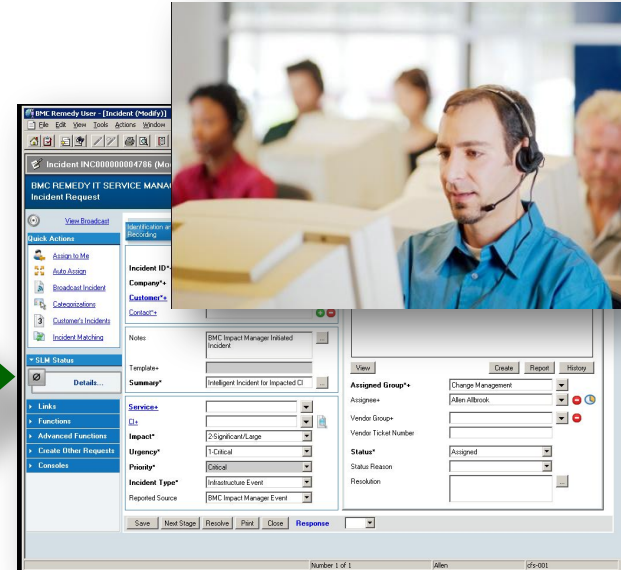 BMC Remedy User - [Incident (Modify)]
File Edit View Tools Actions Window
Incident INC000000004786 (Mo
BMC REMEDY IT SERVICE MANA
Incident Request
View Broadcast
Quick Actions
Assign to Me
Auto Assign
Broadcast Incident
Categorizations
Customer's Incidents
Incident Matching
SLM Status
Details...
Links
Functions
Advanced Functions
Create Other Requests
Consoles
Identification an
Recording
Incident ID*
Company*+
Customer*+
Contact*+
Notes BMC Impact Manager Initiated
Incident
Template+
Summary* Intelligent Incident for Impacted CI
Service+
CI+
Impact* 2-Significant/Large
Urgency* 1-Critical
Priority* Critical
Incident Type* Infrastructure Event
Reported Source BMC Impact Manager Event
View Create Report History
Assigned Group*+ Change Management
Assignee+ Allen Allbrook
Vendor Group+
Vendor Ticket Number
Status* Assigned
Status Reason
Resolution
Save Next Stage Resolve Print Close Response
Number 1 of 1 Allen cfs-001